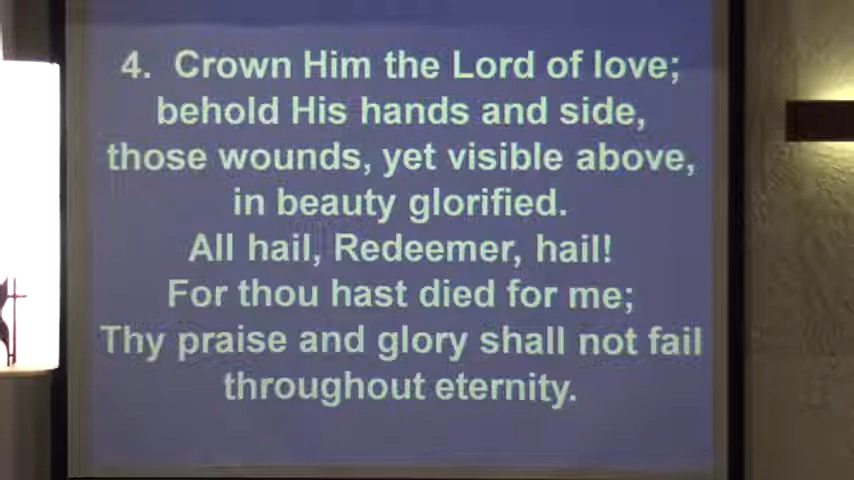 4. Crown Him the Lord of love;
behold His hands and side,
those wounds, yet visible above,
in beauty glorified.
All hail, Redeemer, hail!
For thou hast died for me;
Thy praise and glory shall not fail
throughout eternity.